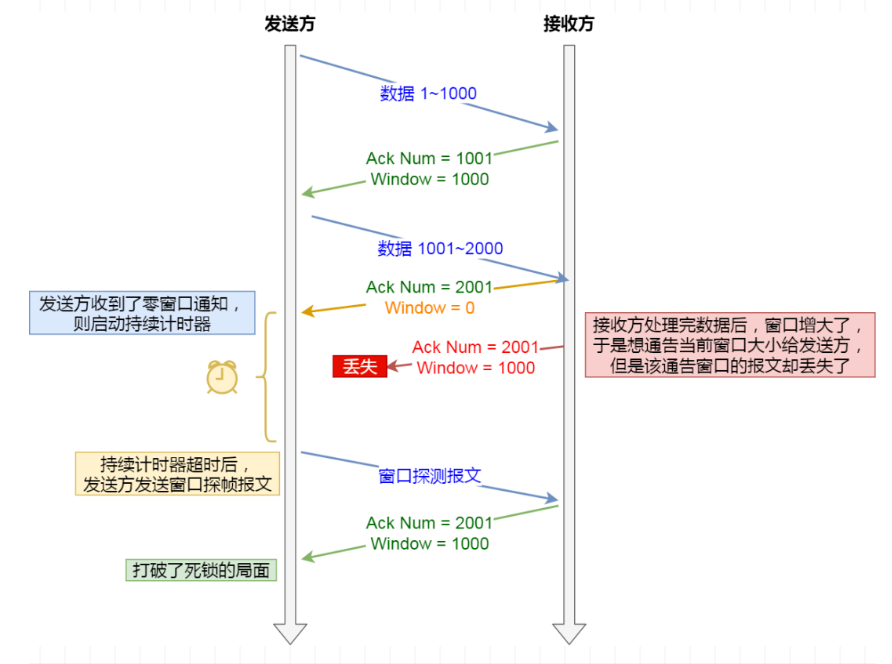 发送方
接收方
数据 1~1000
Ack Num = 1001
Window = 1000
数据 1001~2000
Ack Num = 2001
Window = 0
发送方收到了零窗口通知，
则启动持续计时器
接收方处理完数据后，窗口增大了，
于是想通告当前窗口大小给发送方，
但是该通告窗口的报文却丢失了
Ack Num = 2001
Window = 1000
丢失
持续计时器超时后，
发送方发送窗口探帧报文
窗口探测报文
Ack Num = 2001
Window = 1000
打破了死锁的局面